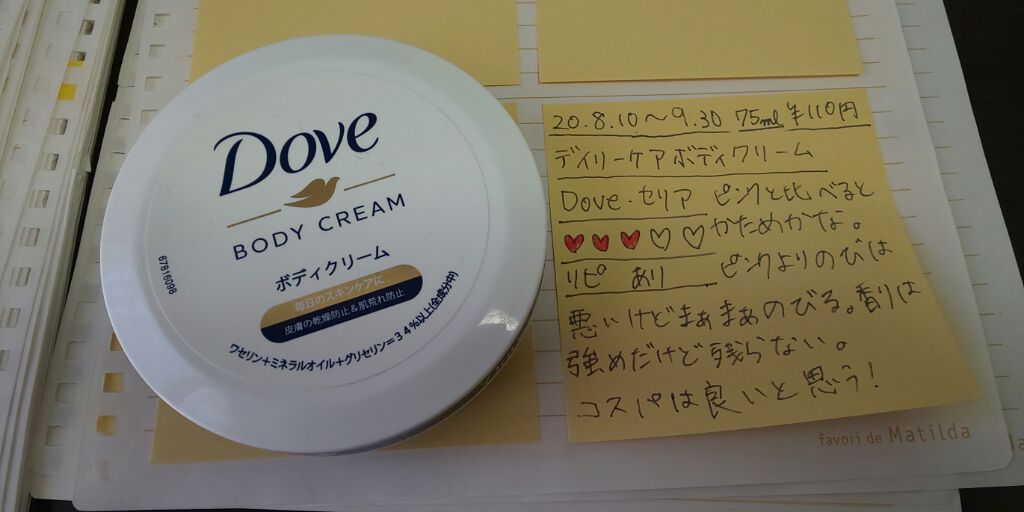 Dove
BODY CREAM
ボディクリーム
毎日のスキンケアに
皮膚の乾燥防止&肌荒れ防止
ワセリン+ミネラルオイル+グリセリン=34%以上(全成分中)
67816098
20.8.10～9.30 75ml ¥110円
デイリーケアボディクリーム
Dove・セリア ピンクと比べると
♥♥♥♡♡ かためかな。
リピ あり ピンクよりのびは
悪いけどまぁまぁのびる。香りは
強めだけど残らない。
コスパは良いと思う!
favori de Matilda